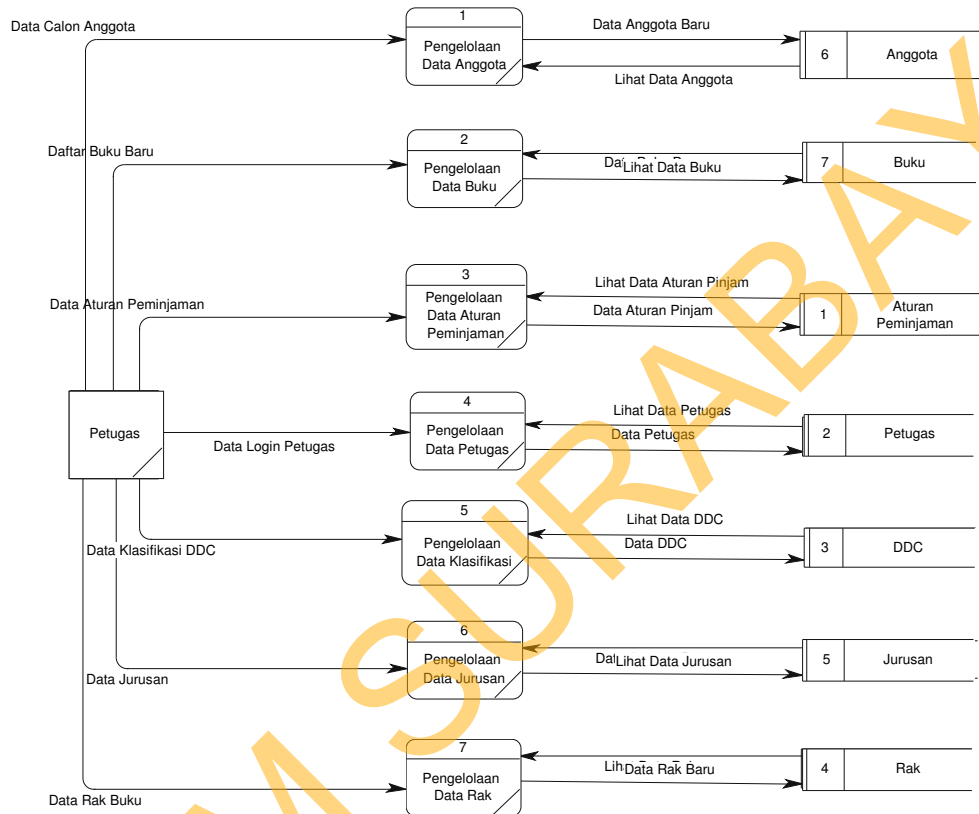 Data Calon Anggota
1
Pengelolaan
Data Anggota
Data Anggota Baru
Lihat Data Anggota
6
Anggota
Daftar Buku Baru
2
Pengelolaan
Data Buku
Lihat Data Buku
7
Buku
Data Aturan Peminjaman
3
Pengelolaan
Data Aturan
Peminjaman
Lihat Data Aturan Pinjam
Data Aturan Pinjam
1
Aturan
Peminjaman
Petugas
Data Login Petugas
4
Pengelolaan
Data Petugas
Lihat Data Petugas
Data Petugas
2
Petugas
Data Klasifikasi DDC
5
Pengelolaan
Data Klasifikasi
Lihat Data DDC
Data DDC
3
DDC
Data Jurusan
6
Pengelolaan
Data Jurusan
Lihat Data Jurusan
5
Jurusan
Data Rak Buku
7
Pengelolaan
Data Rak
Data Rak Baru
4
Rak
M SURABAY